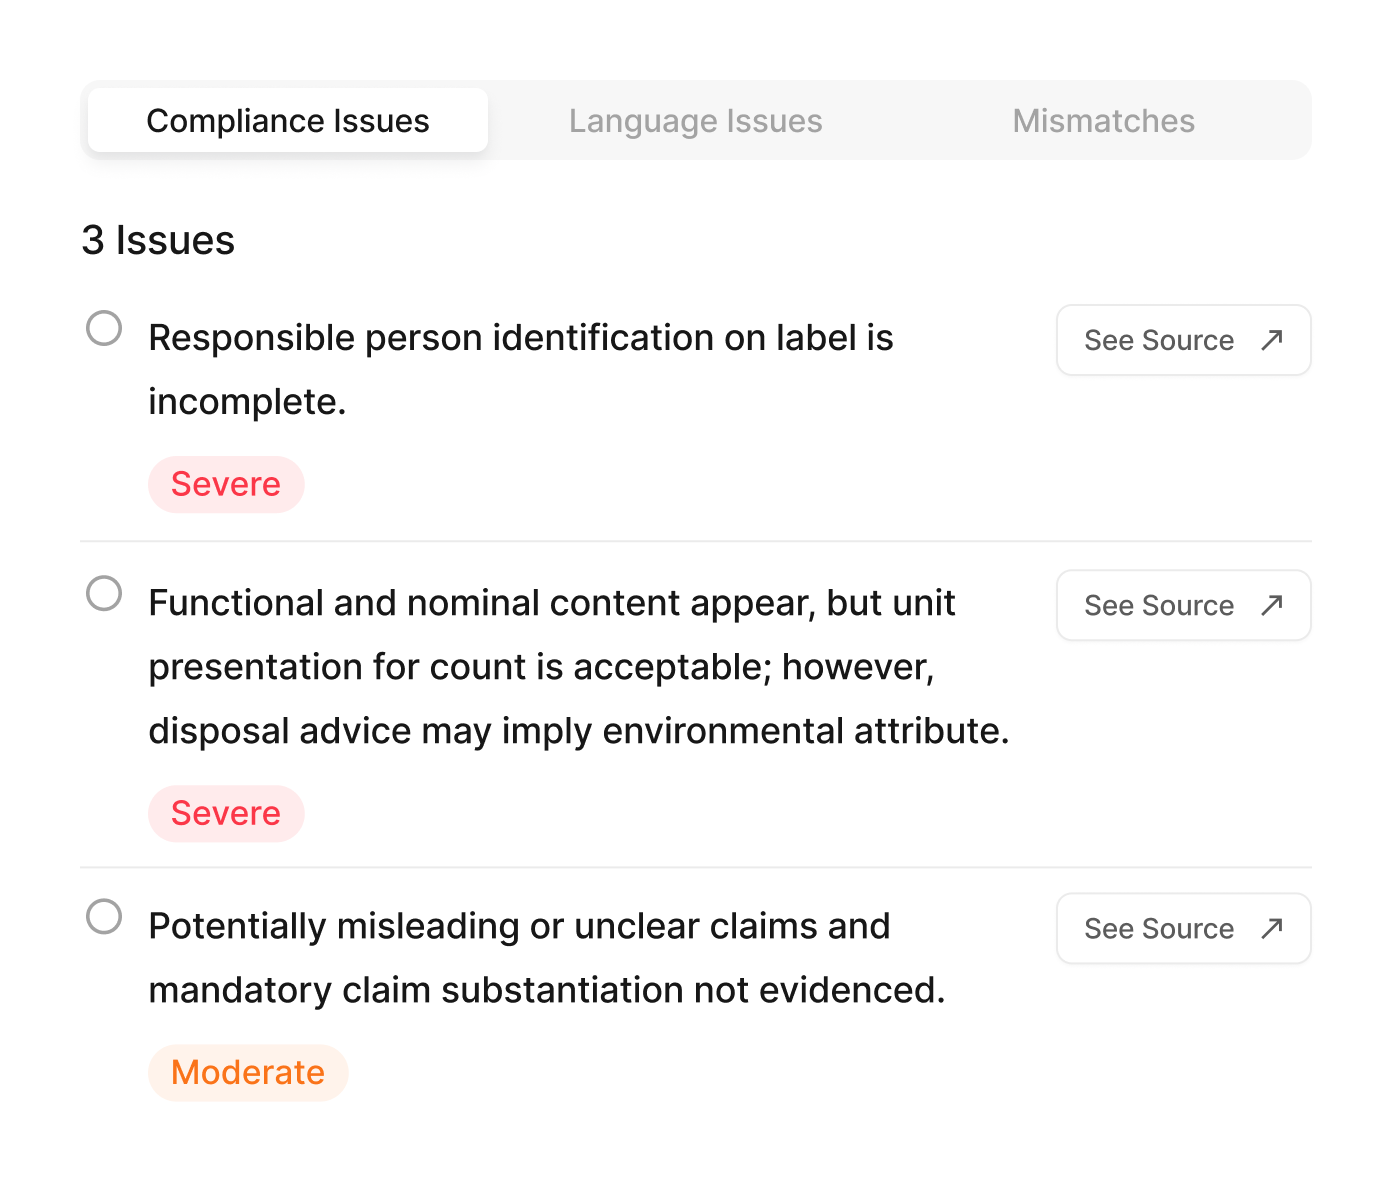 Compliance Issues
Language Issues
Mismatches
3 Issues
Responsible person identification on label is
incomplete.
See Source
Severe
Functional and nominal content appear, but unit
presentation for count is acceptable; however,
disposal advice may imply environmental attribute.
See Source
Severe
Potentially misleading or unclear claims and
mandatory claim substantiation not evidenced.
See Source
Moderate